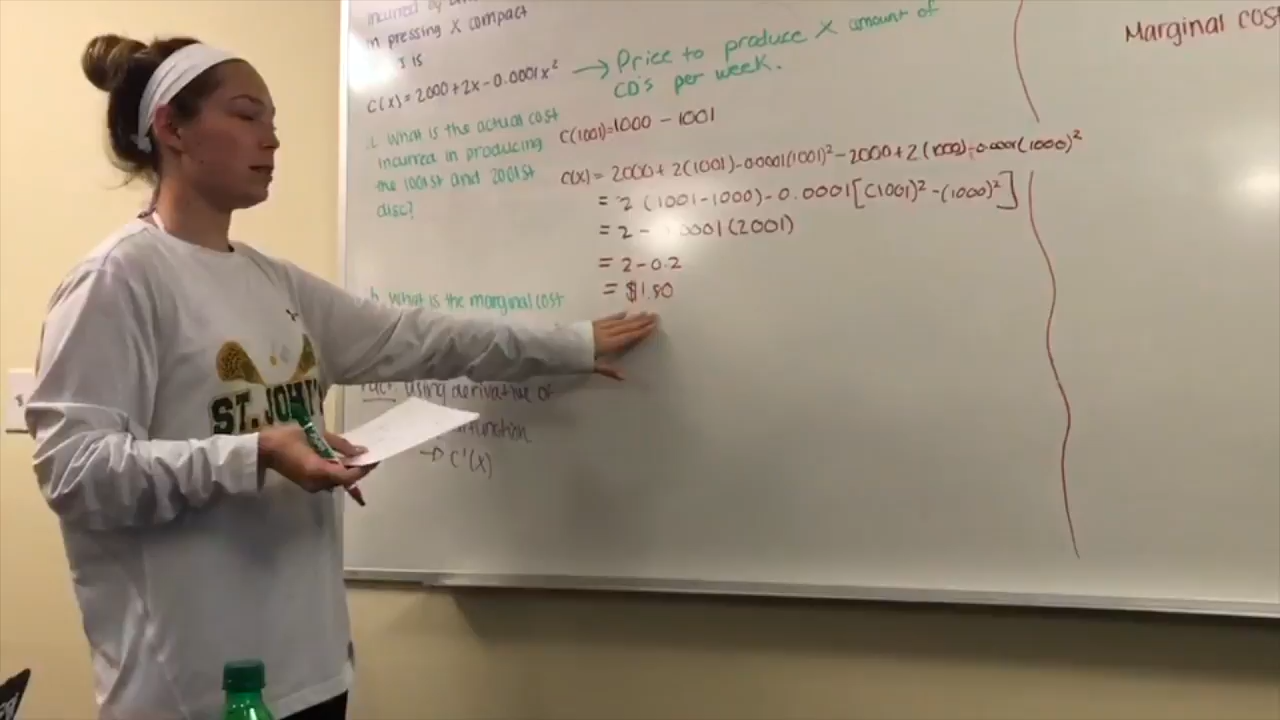 incurred by
in pressing x compact
s is
C(x) = 2000 + 2x - 0.0001x²
→ Price to produce x amount of
CD's per week.
1. What is the actual cost
incurred in producing
the 1001st and 2001st
disc?
C(1001) = 1000 - 1001
C(x) = 2000 + 2(1001) - 0.0001(1001)² - 2000 + 2(1000) - 0.0001(1000)²
= 2 (1001 - 1000) - 0.0001[(1001)² - (1000)²]
= 2 - 0001(2001)
= 2 - 0.2
= $1.80
b. What is the marginal cost
using derivative of
function
→ C'(x)
Marginal cost
ST. JOHN'S